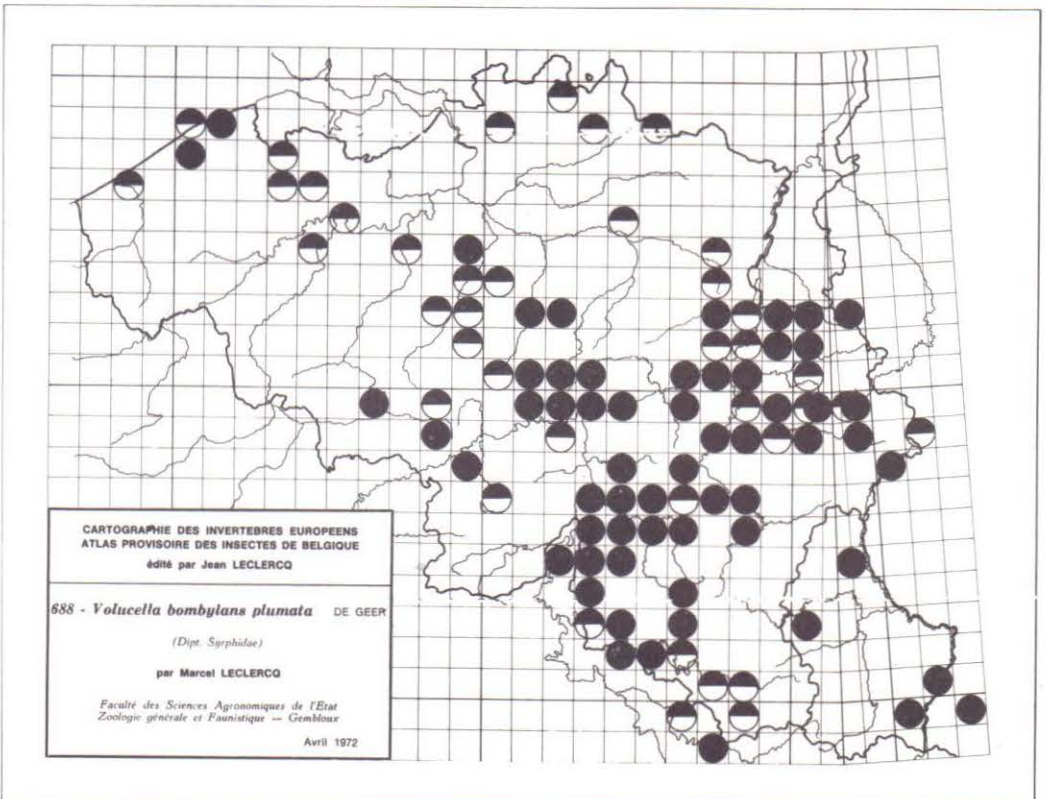 CARTOGRAPHIE DES INVERTEBRES EUROPEENS
ATLAS PROVISOIRE DES INSECTES DE BELGIQUE
édité par Jean LECLERCQ
688 - Volucella bombylans plumata DE GEER
(Dipt. Syrphidae)
par Marcel LECLERCQ
Faculté des Sciences Agronomiques de l'Etat
Zoologie générale et Faunistique — Gembloux
Avril 1972